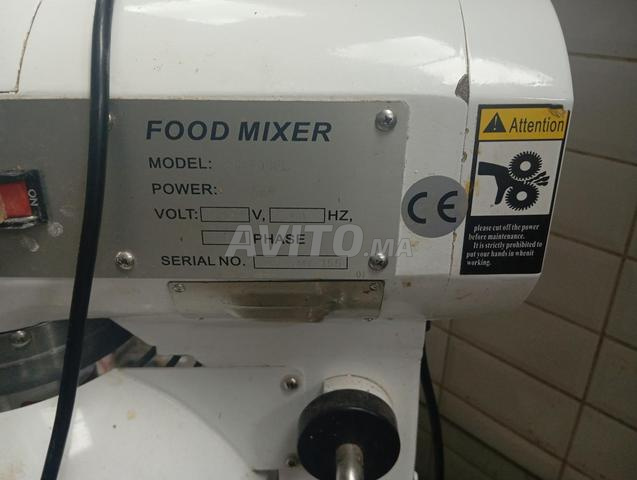 FOOD MIXER
MODEL:
POWER:
VOLT: V, HZ,
PHASE
SERIAL NO.
CE
Attention
please cut off the power
before maintenance.
It is strictly prohibited to
put your hands in when it
working.
NO
AVITO.ma